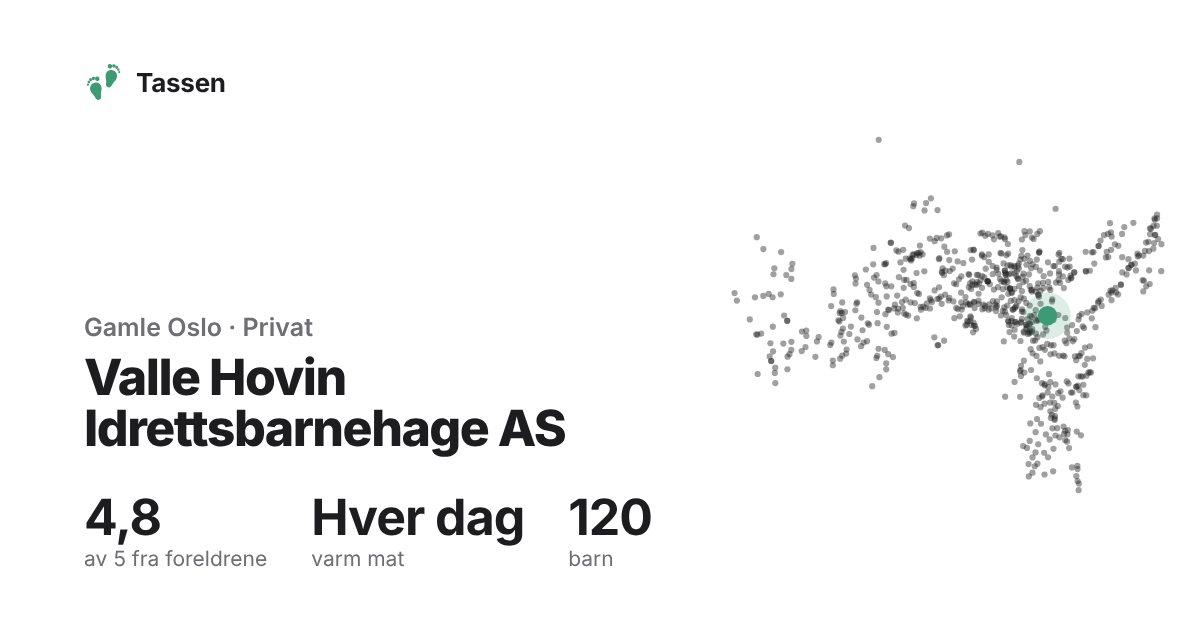 Tassen
Gamle Oslo · Privat
Valle Hovin
Idrettsbarnehage AS
4,8
av 5 fra foreldrene
Hver dag
varm mat
120
barn